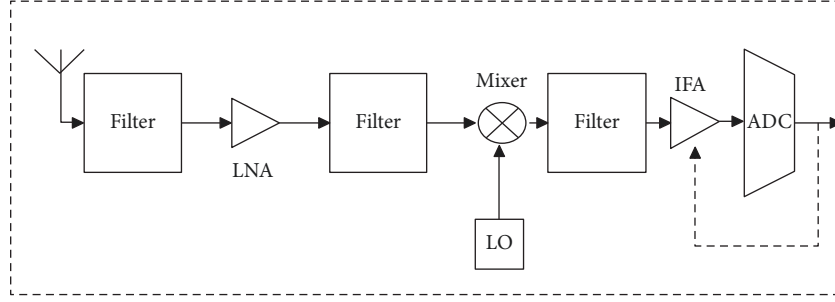 Filter
LNA
Filter
Mixer
LO
Filter
IFA
ADC